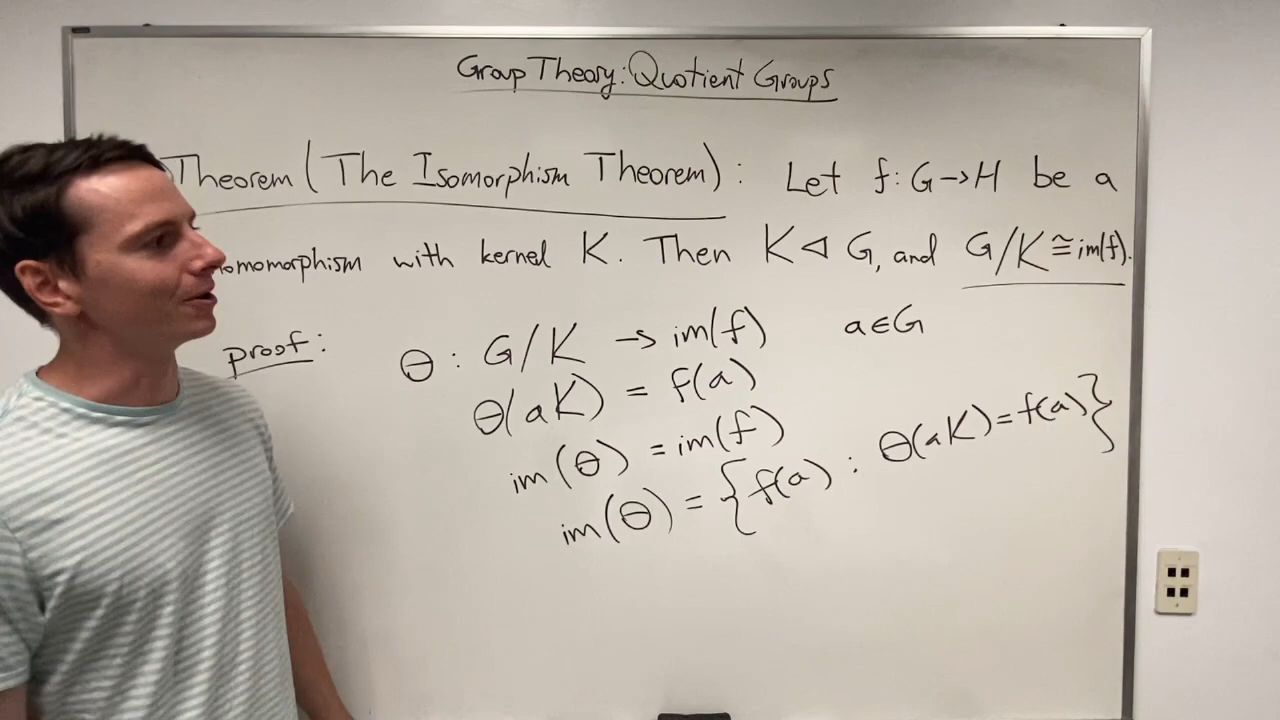 Group Theory: Quotient Groups
Theorem (The Isomorphism Theorem): Let f: G→H be a
homomorphism with kernel K. Then K ⊲ G, and G/K ≅ im(f).
proof: θ : G/K → im(f) a∈G
θ(aK) = f(a)
im(θ) = im(f)
im(θ) = {f(a) : θ(aK) = f(a)}